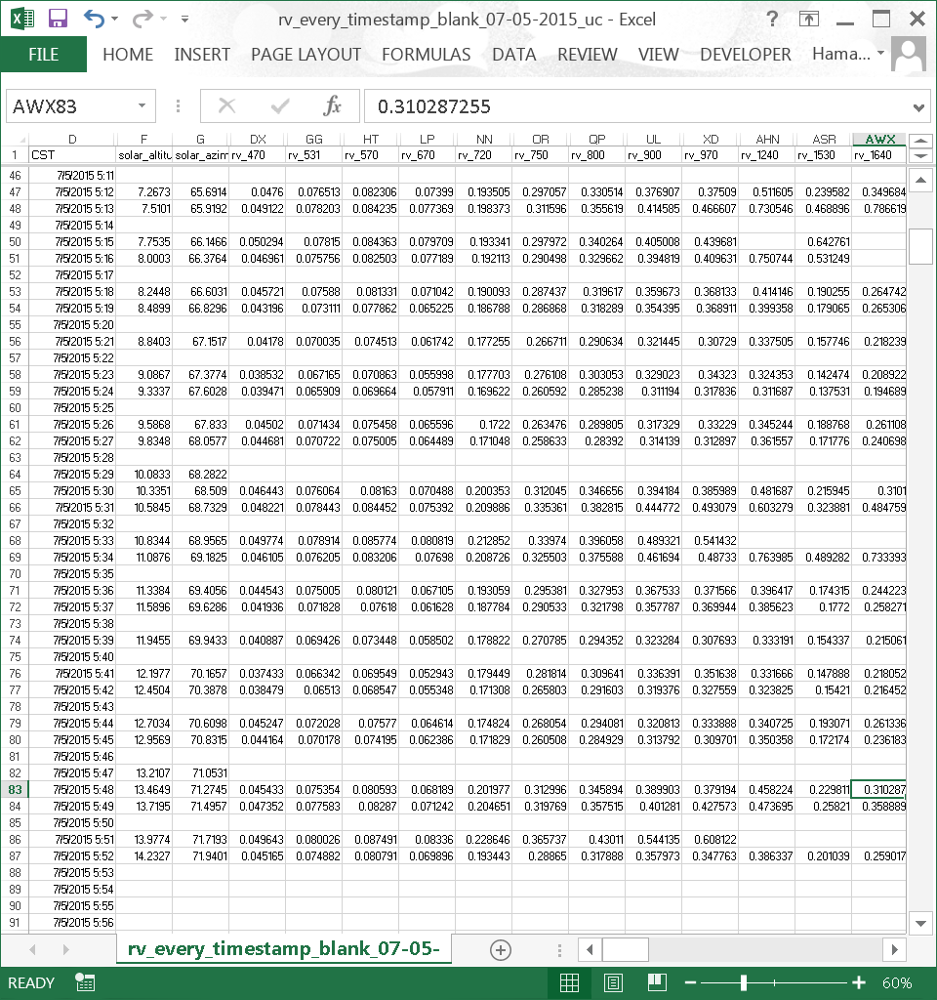 rv_every_timestamp_blank_07-05-2015_uc - Excel ?
FILE HOME INSERT PAGE LAYOUT FORMULAS DATA REVIEW VIEW DEVELOPER Hama...
AWX83 fx 0.310287255
D F G DX GG HT LP NN OR QP UL XD AHN ASR AWX
1 CST solar_altitu solar_azim rv_470 rv_531 rv_570 rv_670 rv_720 rv_750 rv_800 rv_900 rv_970 rv_1240 rv_1530 rv_1640
46 7/5/2015 5:11
47 7/5/2015 5:12 7.2673 65.6914 0.0476 0.076513 0.082306 0.07399 0.193505 0.297057 0.330514 0.376907 0.37509 0.511605 0.239582 0.349684
48 7/5/2015 5:13 7.5101 65.9192 0.049122 0.078203 0.084235 0.077369 0.198373 0.311596 0.355619 0.414585 0.466607 0.730546 0.468896 0.786619
49 7/5/2015 5:14
50 7/5/2015 5:15 7.7535 66.1466 0.050294 0.07815 0.084363 0.079709 0.193341 0.297972 0.340264 0.405008 0.439681 0.642761
51 7/5/2015 5:16 8.0003 66.3764 0.046961 0.075756 0.082503 0.077189 0.192113 0.290498 0.329662 0.394819 0.409631 0.750744 0.531249
52 7/5/2015 5:17
53 7/5/2015 5:18 8.2448 66.6031 0.045721 0.07588 0.081331 0.071042 0.190093 0.287437 0.319617 0.359673 0.368133 0.414146 0.190255 0.264742
54 7/5/2015 5:19 8.4899 66.8296 0.043196 0.073111 0.077862 0.065225 0.186788 0.286868 0.318289 0.354395 0.368911 0.399358 0.179065 0.265306
55 7/5/2015 5:20
56 7/5/2015 5:21 8.8403 67.1517 0.04178 0.070035 0.074513 0.061742 0.177255 0.266711 0.290634 0.321445 0.30729 0.337505 0.157746 0.218239
57 7/5/2015 5:22
58 7/5/2015 5:23 9.0867 67.3774 0.038532 0.067165 0.070863 0.055998 0.177703 0.276108 0.303053 0.329023 0.34323 0.324353 0.142474 0.208922
59 7/5/2015 5:24 9.3337 67.6028 0.039471 0.065909 0.069664 0.057911 0.169622 0.260592 0.285238 0.311194 0.317836 0.311687 0.137531 0.194689
60 7/5/2015 5:25
61 7/5/2015 5:26 9.5868 67.833 0.04502 0.071434 0.075458 0.065596 0.1722 0.263476 0.289805 0.317329 0.33229 0.345244 0.188768 0.261108
62 7/5/2015 5:27 9.8348 68.0577 0.044681 0.070722 0.075005 0.064489 0.171048 0.258633 0.28392 0.314139 0.312897 0.361557 0.171776 0.240698
63 7/5/2015 5:28
64 7/5/2015 5:29 10.0833 68.2822
65 7/5/2015 5:30 10.3351 68.509 0.046443 0.076064 0.08163 0.070488 0.200353 0.312045 0.346656 0.394184 0.385989 0.481687 0.215945 0.3101
66 7/5/2015 5:31 10.5845 68.7329 0.048221 0.078443 0.084452 0.075392 0.209886 0.335361 0.382815 0.444772 0.493079 0.603279 0.323881 0.484759
67 7/5/2015 5:32
68 7/5/2015 5:33 10.8344 68.9565 0.049774 0.078914 0.085774 0.080819 0.212852 0.33974 0.396058 0.489321 0.541432
69 7/5/2015 5:34 11.0876 69.1825 0.046105 0.076205 0.083206 0.07698 0.208726 0.325503 0.375588 0.461694 0.48733 0.763985 0.489282 0.733393
70 7/5/2015 5:35
71 7/5/2015 5:36 11.3384 69.4056 0.044543 0.075005 0.080121 0.067105 0.193059 0.295381 0.327953 0.367533 0.371566 0.396417 0.174315 0.244223
72 7/5/2015 5:37 11.5896 69.6286 0.041936 0.071828 0.07618 0.061628 0.187784 0.290533 0.321798 0.357787 0.369944 0.385623 0.1772 0.258271
73 7/5/2015 5:38
74 7/5/2015 5:39 11.9455 69.9433 0.040887 0.069426 0.073448 0.058502 0.178822 0.270785 0.294352 0.323284 0.307693 0.333191 0.154337 0.215061
75 7/5/2015 5:40
76 7/5/2015 5:41 12.1977 70.1657 0.037433 0.066342 0.069549 0.052943 0.179449 0.281814 0.309641 0.336391 0.351638 0.331666 0.147888 0.218052
77 7/5/2015 5:42 12.4504 70.3878 0.038479 0.06513 0.068547 0.055348 0.171308 0.265803 0.291603 0.319376 0.327559 0.323825 0.15421 0.216452
78 7/5/2015 5:43
79 7/5/2015 5:44 12.7034 70.6098 0.045247 0.072028 0.07577 0.064614 0.174824 0.268054 0.294081 0.320813 0.333888 0.340725 0.193071 0.261336
80 7/5/2015 5:45 12.9569 70.8315 0.044164 0.070178 0.074195 0.062386 0.171829 0.260508 0.284929 0.313792 0.309701 0.350358 0.172174 0.236183
81 7/5/2015 5:46
82 7/5/2015 5:47 13.2107 71.0531
83 7/5/2015 5:48 13.4649 71.2745 0.045433 0.075354 0.080593 0.068189 0.201977 0.312996 0.345894 0.389903 0.379194 0.458224 0.229811 0.310287
84 7/5/2015 5:49 13.7195 71.4957 0.047352 0.077583 0.08287 0.071242 0.204651 0.319769 0.357515 0.401281 0.427573 0.473695 0.25821 0.358889
85 7/5/2015 5:50
86 7/5/2015 5:51 13.9774 71.7193 0.049643 0.080026 0.087491 0.08336 0.228646 0.365737 0.43011 0.544135 0.608122
87 7/5/2015 5:52 14.2327 71.9401 0.045165 0.074882 0.080791 0.069896 0.193443 0.28865 0.317888 0.357973 0.347763 0.386337 0.201039 0.259017
88 7/5/2015 5:53
89 7/5/2015 5:54
90 7/5/2015 5:55
91 7/5/2015 5:56
rv_every_timestamp_blank_07-05-
READY 60%